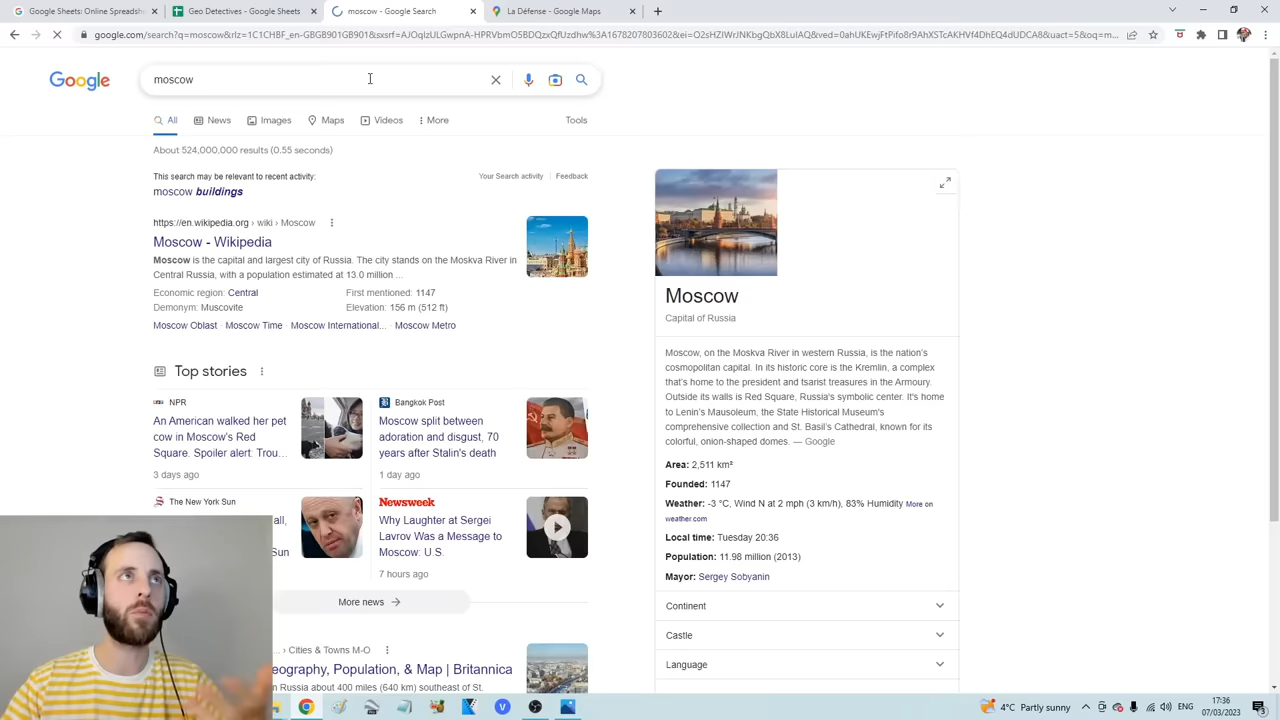 Google Sheets: Online Spreadshe
Geo Detectives - Google Sheets
moscow - Google Search
La Défense - Google Maps
google.com/search?q=moscow&rlz=1C1CHBF_en-GBGB901GB901&sxsrf=
Google
moscow
All
News
Images
Maps
Videos
More
Tools
About 524,000,000 results (0.55 seconds)
This may be relevant to recent activity:
Your Search activity
Feedback
moscow buildings
https://en.wikipedia.org › wiki › Moscow
Moscow - Wikipedia
Moscow is the capital and largest city of Russia. The city stands on the Moskva River in
Central Russia, with a population estimated at 13.0 million ...
Economic region: Central
First mentioned: 1147
Demonym: Muscovite
Elevation: 156 m (512 ft)
Moscow Oblast · Moscow Time · Moscow International... · Moscow Metro
Top stories
NPR
An American walked her pet
cow in Moscow's Red
Square. Spoiler alert: Trou...
3 days ago
Bangkok Post
Moscow split between
adoration and disgust, 70
years after Stalin's death
1 day ago
The New York Sun
all,
Sun
Newsweek
Why Laughter at Sergei
Lavrov Was a Message to
Moscow: U.S.
7 hours ago
More news
... › Cities & Towns M-O
eography, Population, & Map | Britannica
n Russia about 400 miles (640 km) southeast of St.
Moscow
Capital of Russia
Moscow, on the Moskva River in western Russia, is the nation's
cosmopolitan capital. In its historic core is the Kremlin, a complex
that's home to the president and tsarist treasures in the Armoury.
Outside its walls is Red Square, Russia's symbolic center. It's home
to Lenin's Mausoleum, the State Historical Museum's
comprehensive collection and St. Basil's Cathedral, known for its
colorful, onion-shaped domes. — Google
Area: 2,511 km²
Founded: 1147
Weather: -3 °C, Wind N at 2 mph (3 km/h), 83% Humidity More on
weather.com
Local time: Tuesday 20:36
Population: 11.98 million (2013)
Mayor: Sergey Sobyanin
Continent
Castle
Language
4°C Partly sunny
ENG
17:36
07/03/2023